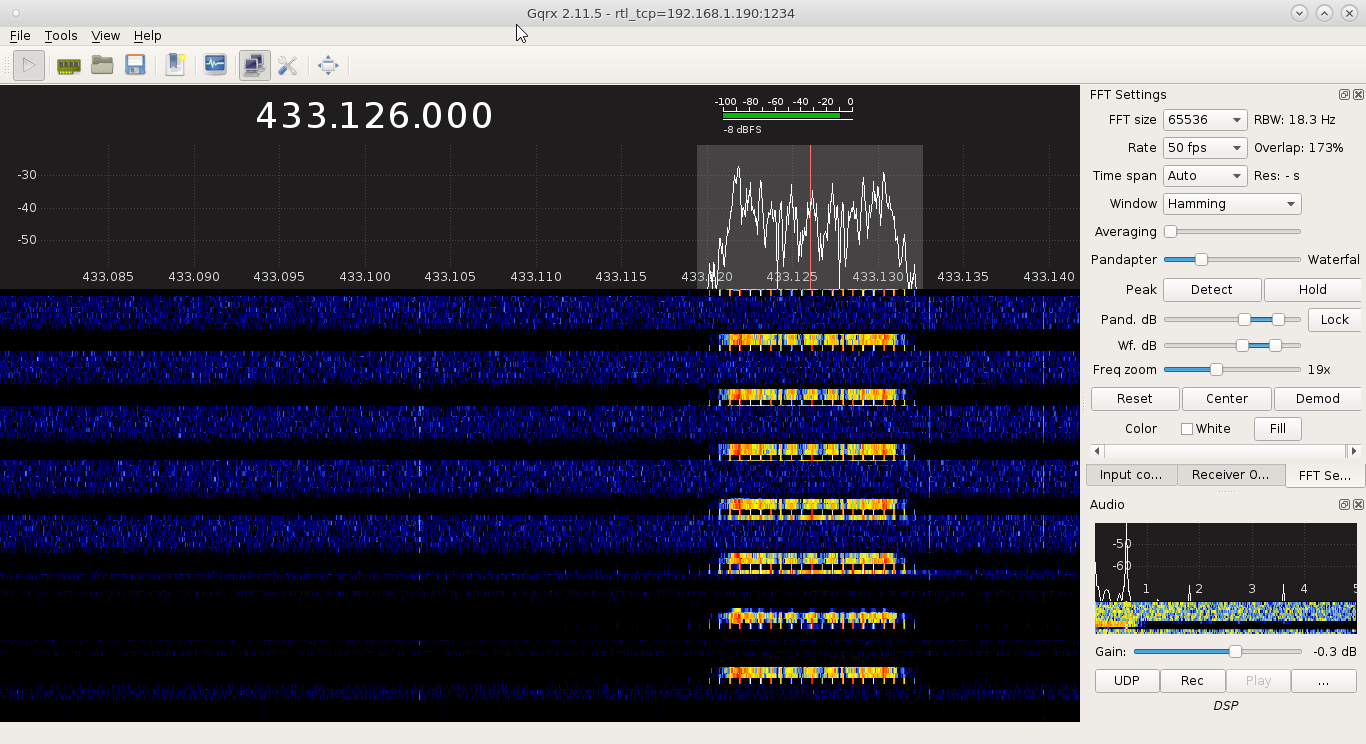 Gqrx 2.11.5 - rtl_tcp=192.168.1.190:1234
File Tools View Help
433.126.000
-100 -80 -60 -40 -20 0
-8 dBFS
-30
-40
-50
433.085 433.090 433.095 433.100 433.105 433.110 433.115 433.120 433.125 433.130 433.135 433.140
FFT Settings
FFT size 65536 RBW: 18.3 Hz
Rate 50 fps Overlap: 173%
Time span Auto Res: - s
Window Hamming
Averaging
Pandapter Waterfal
Peak Detect Hold
Pand. dB Lock
Wf. dB
Freq zoom 19x
Reset Center Demod
Color White Fill
Input co... Receiver O... FFT Se...
Audio
-50
-60
1 2 3 4 5
Gain: -0.3 dB
UDP Rec Play ...
DSP